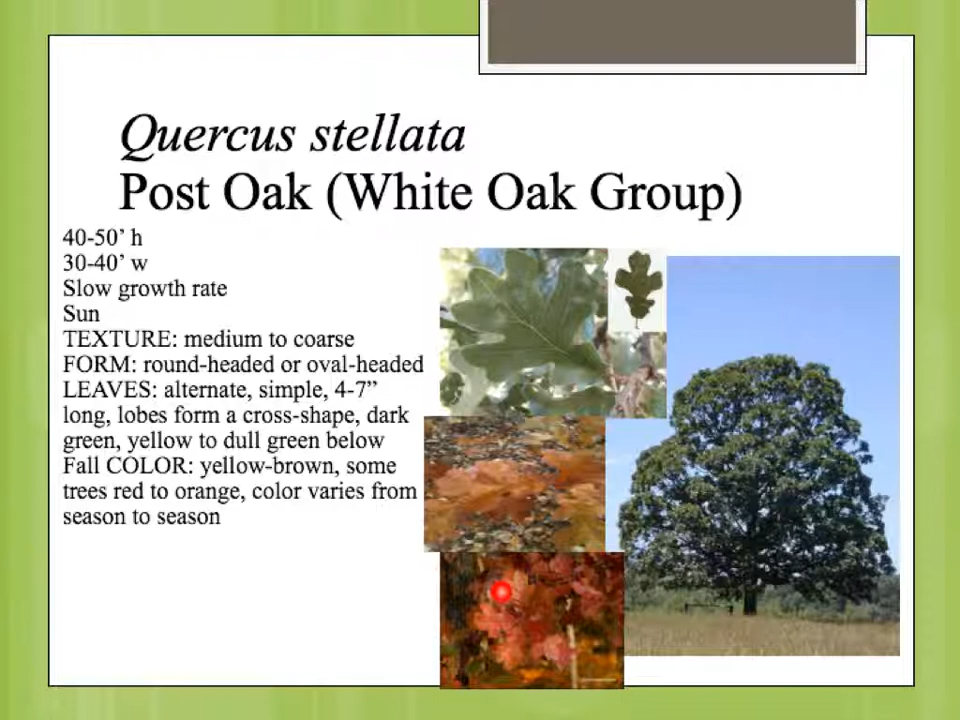 Quercus stellata
Post Oak (White Oak Group)
40-50’ h
30-40’ w
Slow growth rate
Sun
TEXTURE: medium to coarse
FORM: round-headed or oval-headed
LEAVES: alternate, simple, 4-7”
long, lobes form a cross-shape, dark
green, yellow to dull green below
Fall COLOR: yellow-brown, some
trees red to orange, color varies from
season to season